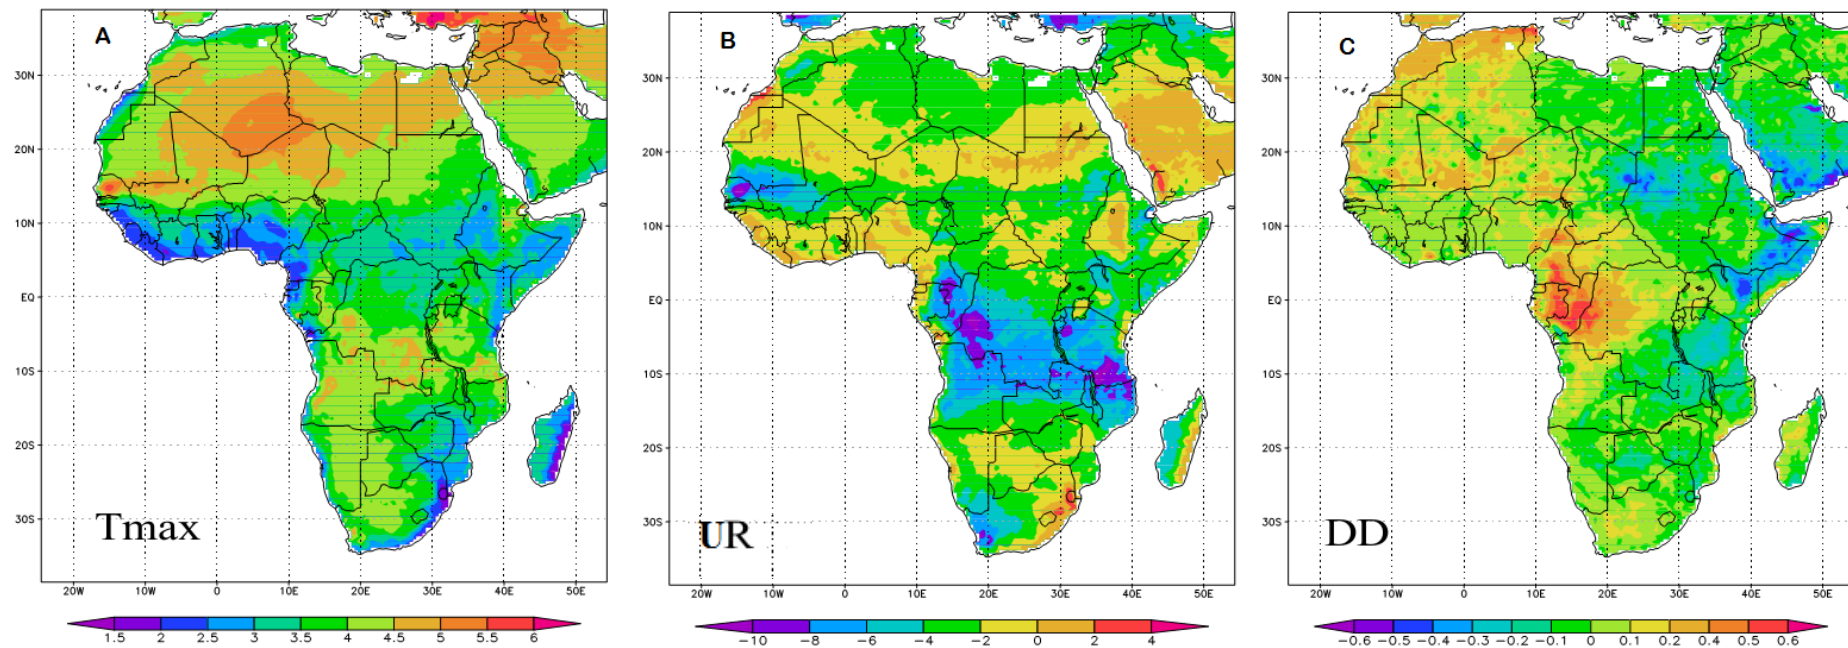 A
30N
20N
10N
EQ
10S
20S
30S
Tmax
20W 10W 0 10E 20E 30E 40E 50E
1.5 2 2.5 3 3.5 4 4.5 5 5.5 6
B
30N
20N
10N
EQ
10S
20S
30S
UR
20W 10W 0 10E 20E 30E 40E 50E
−10 −8 −6 −4 −2 0 2 4
C
30N
20N
10N
EQ
10S
20S
30S
DD
20W 10W 0 10E 20E 30E 40E 50E
−0.6 −0.5 −0.4 −0.3 −0.2 −0.1 0 0.1 0.2 0.4 0.5 0.6